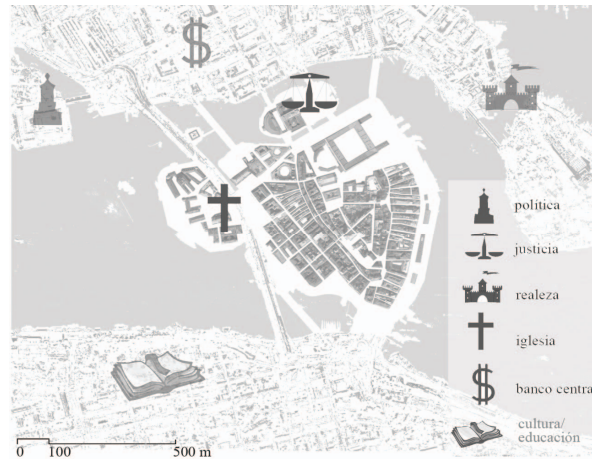 política
justicia
realeza
iglesia
banco centra
cultura/
educación
0 100 500 m